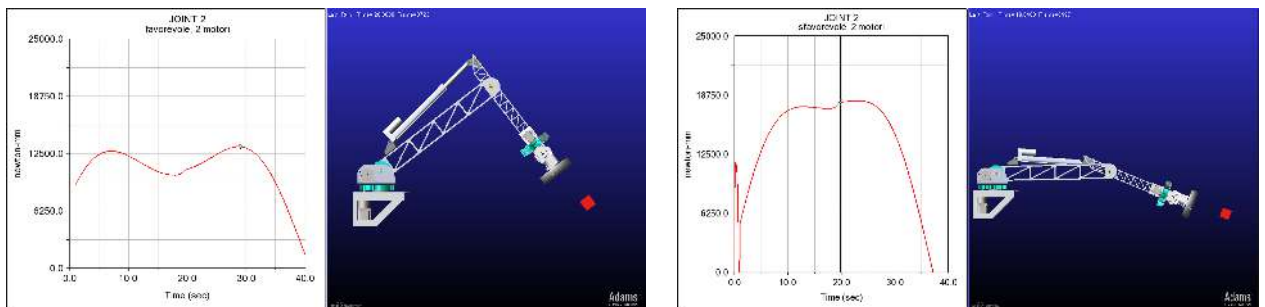 JOINT 2
favorevole, 2 motori
25000.0
18750.0
12500.0
6250.0
0.0
newton-mm
0.0 10.0 20.0 30.0 40.0
Time (sec)
Adams
JOINT 2
sfavorevole, 2 motori
25000.0
18750.0
12500.0
6250.0
0.0
newton-mm
0.0 10.0 20.0 30.0 40.0
Time (sec)
Adams